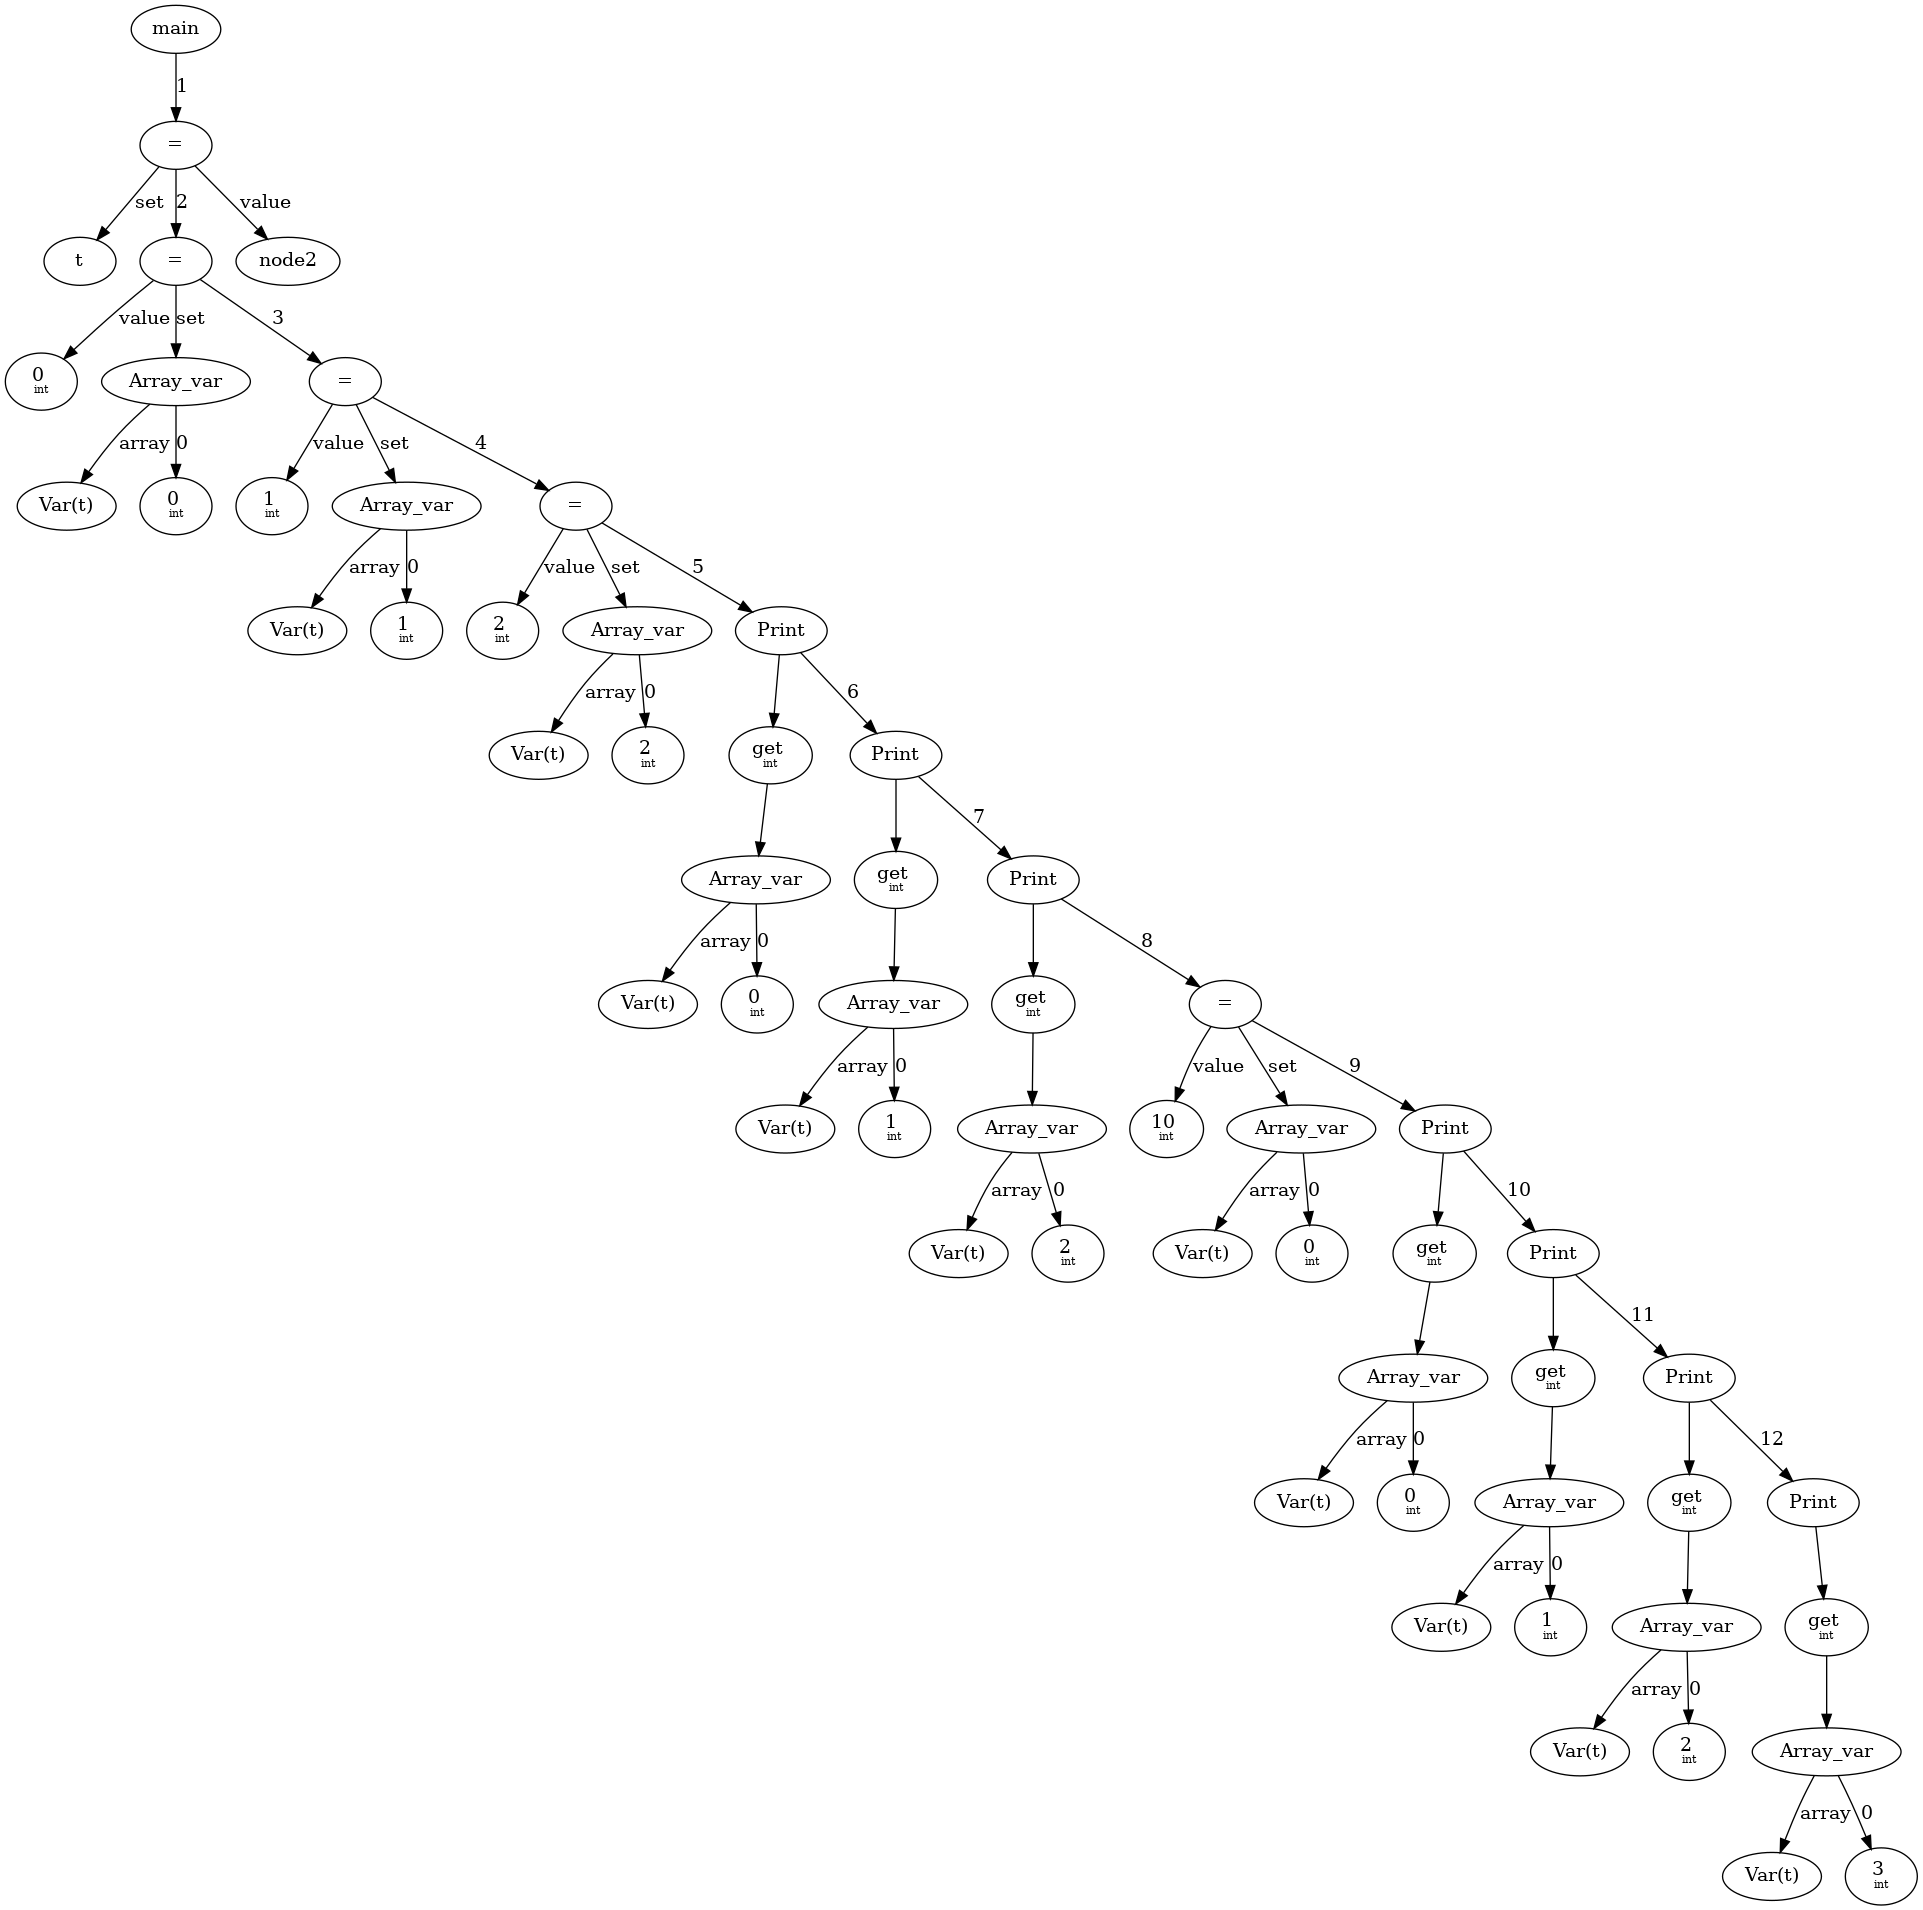 main
1
=
set
2
value
t
=
node2
value
set
3
0
int
Array_var
=
array
0
value
set
4
Var(t)
0
int
1
int
Array_var
=
array
0
value
set
5
Var(t)
1
int
2
int
Array_var
Print
array
0
6
Var(t)
2
int
get
int
Print
7
Array_var
get
int
Print
array
0
8
Var(t)
0
int
Array_var
get
int
=
array
0
value
set
9
Var(t)
1
int
Array_var
10
int
Array_var
Print
array
0
array
0
10
Var(t)
2
int
Var(t)
0
int
get
int
Print
11
Array_var
get
int
Print
array
0
12
Var(t)
0
int
Array_var
get
int
Print
array
0
Var(t)
1
int
Array_var
get
int
array
0
Var(t)
2
int
Array_var
array
0
Var(t)
3
int